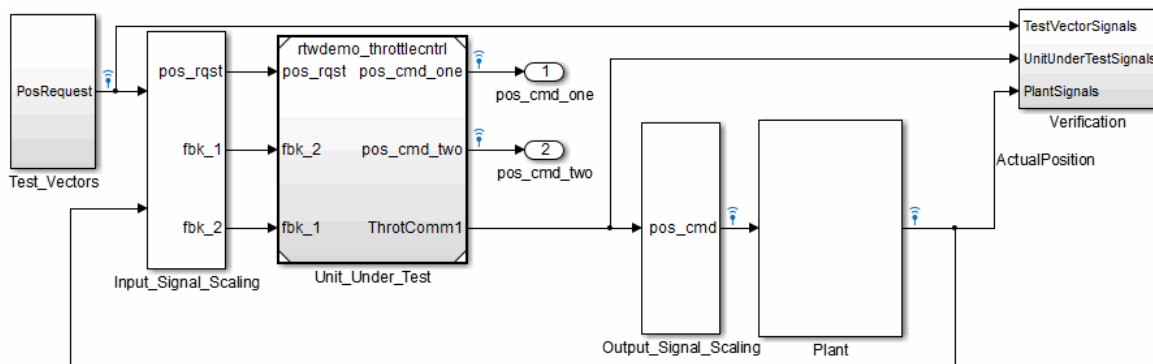 PosRequest
Test_Vectors
pos_rqst
fbk_1
fbk_2
Input_Signal_Scaling
rtwdemo_throttlecntrl
pos_rqst pos_cmd_one
fbk_2 pos_cmd_two
fbk_1 ThrotComm1
Unit_Under_Test
1
pos_cmd_one
2
pos_cmd_two
pos_cmd
Output_Signal_Scaling
Plant
ActualPosition
TestVectorSignals
UnitUnderTestSignals
PlantSignals
Verification